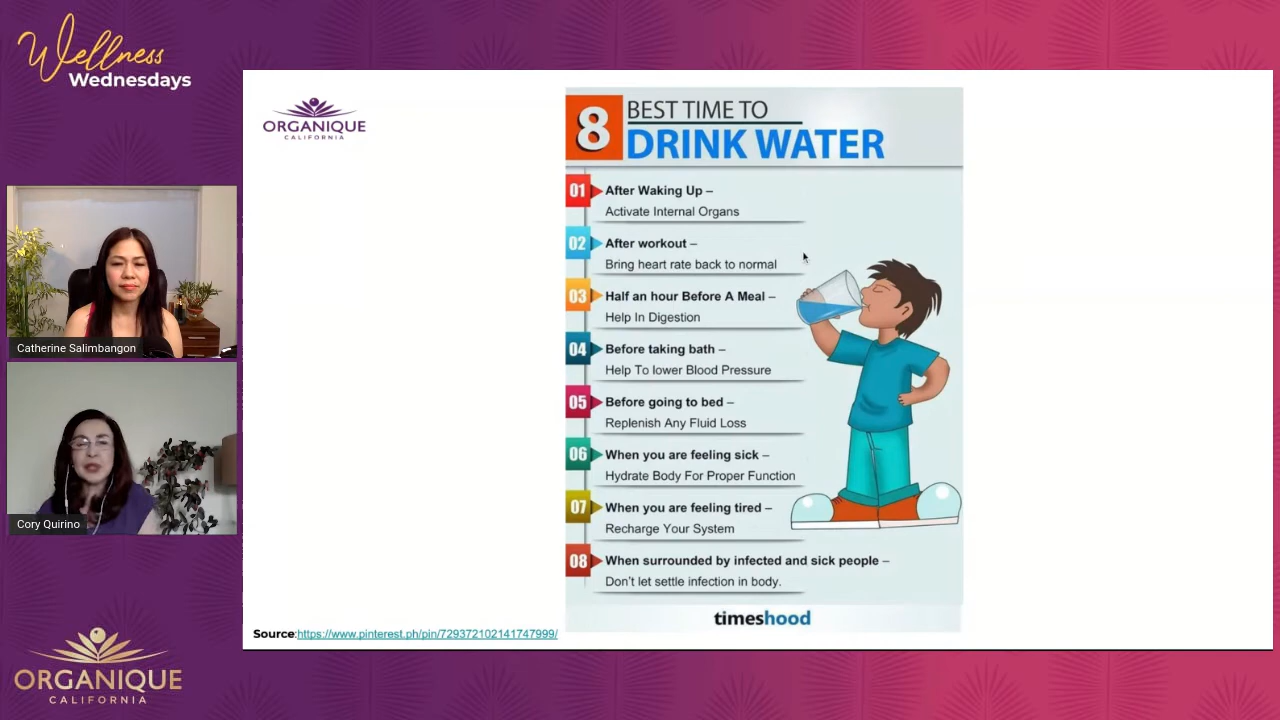 Wellness
Wednesdays
ORGANIQUE
CALIFORNIA
8 BEST TIME TO
DRINK WATER
01 After Waking Up –
Activate Internal Organs
02 After workout –
Bring heart rate back to normal
03 Half an hour Before A Meal –
Help In Digestion
04 Before taking bath –
Help To lower Blood Pressure
05 Before going to bed –
Replenish Any Fluid Loss
06 When you are feeling sick –
Hydrate Body For Proper Function
07 When you are feeling tired –
Recharge Your System
08 When surrounded by infected and sick people –
Don't let settle infection in body.
timeshood
Source:https://www.pinterest.ph/pin/729372102141747999/
Catherine Salimbangon
Cory Quirino
ORGANIQUE
CALIFORNIA